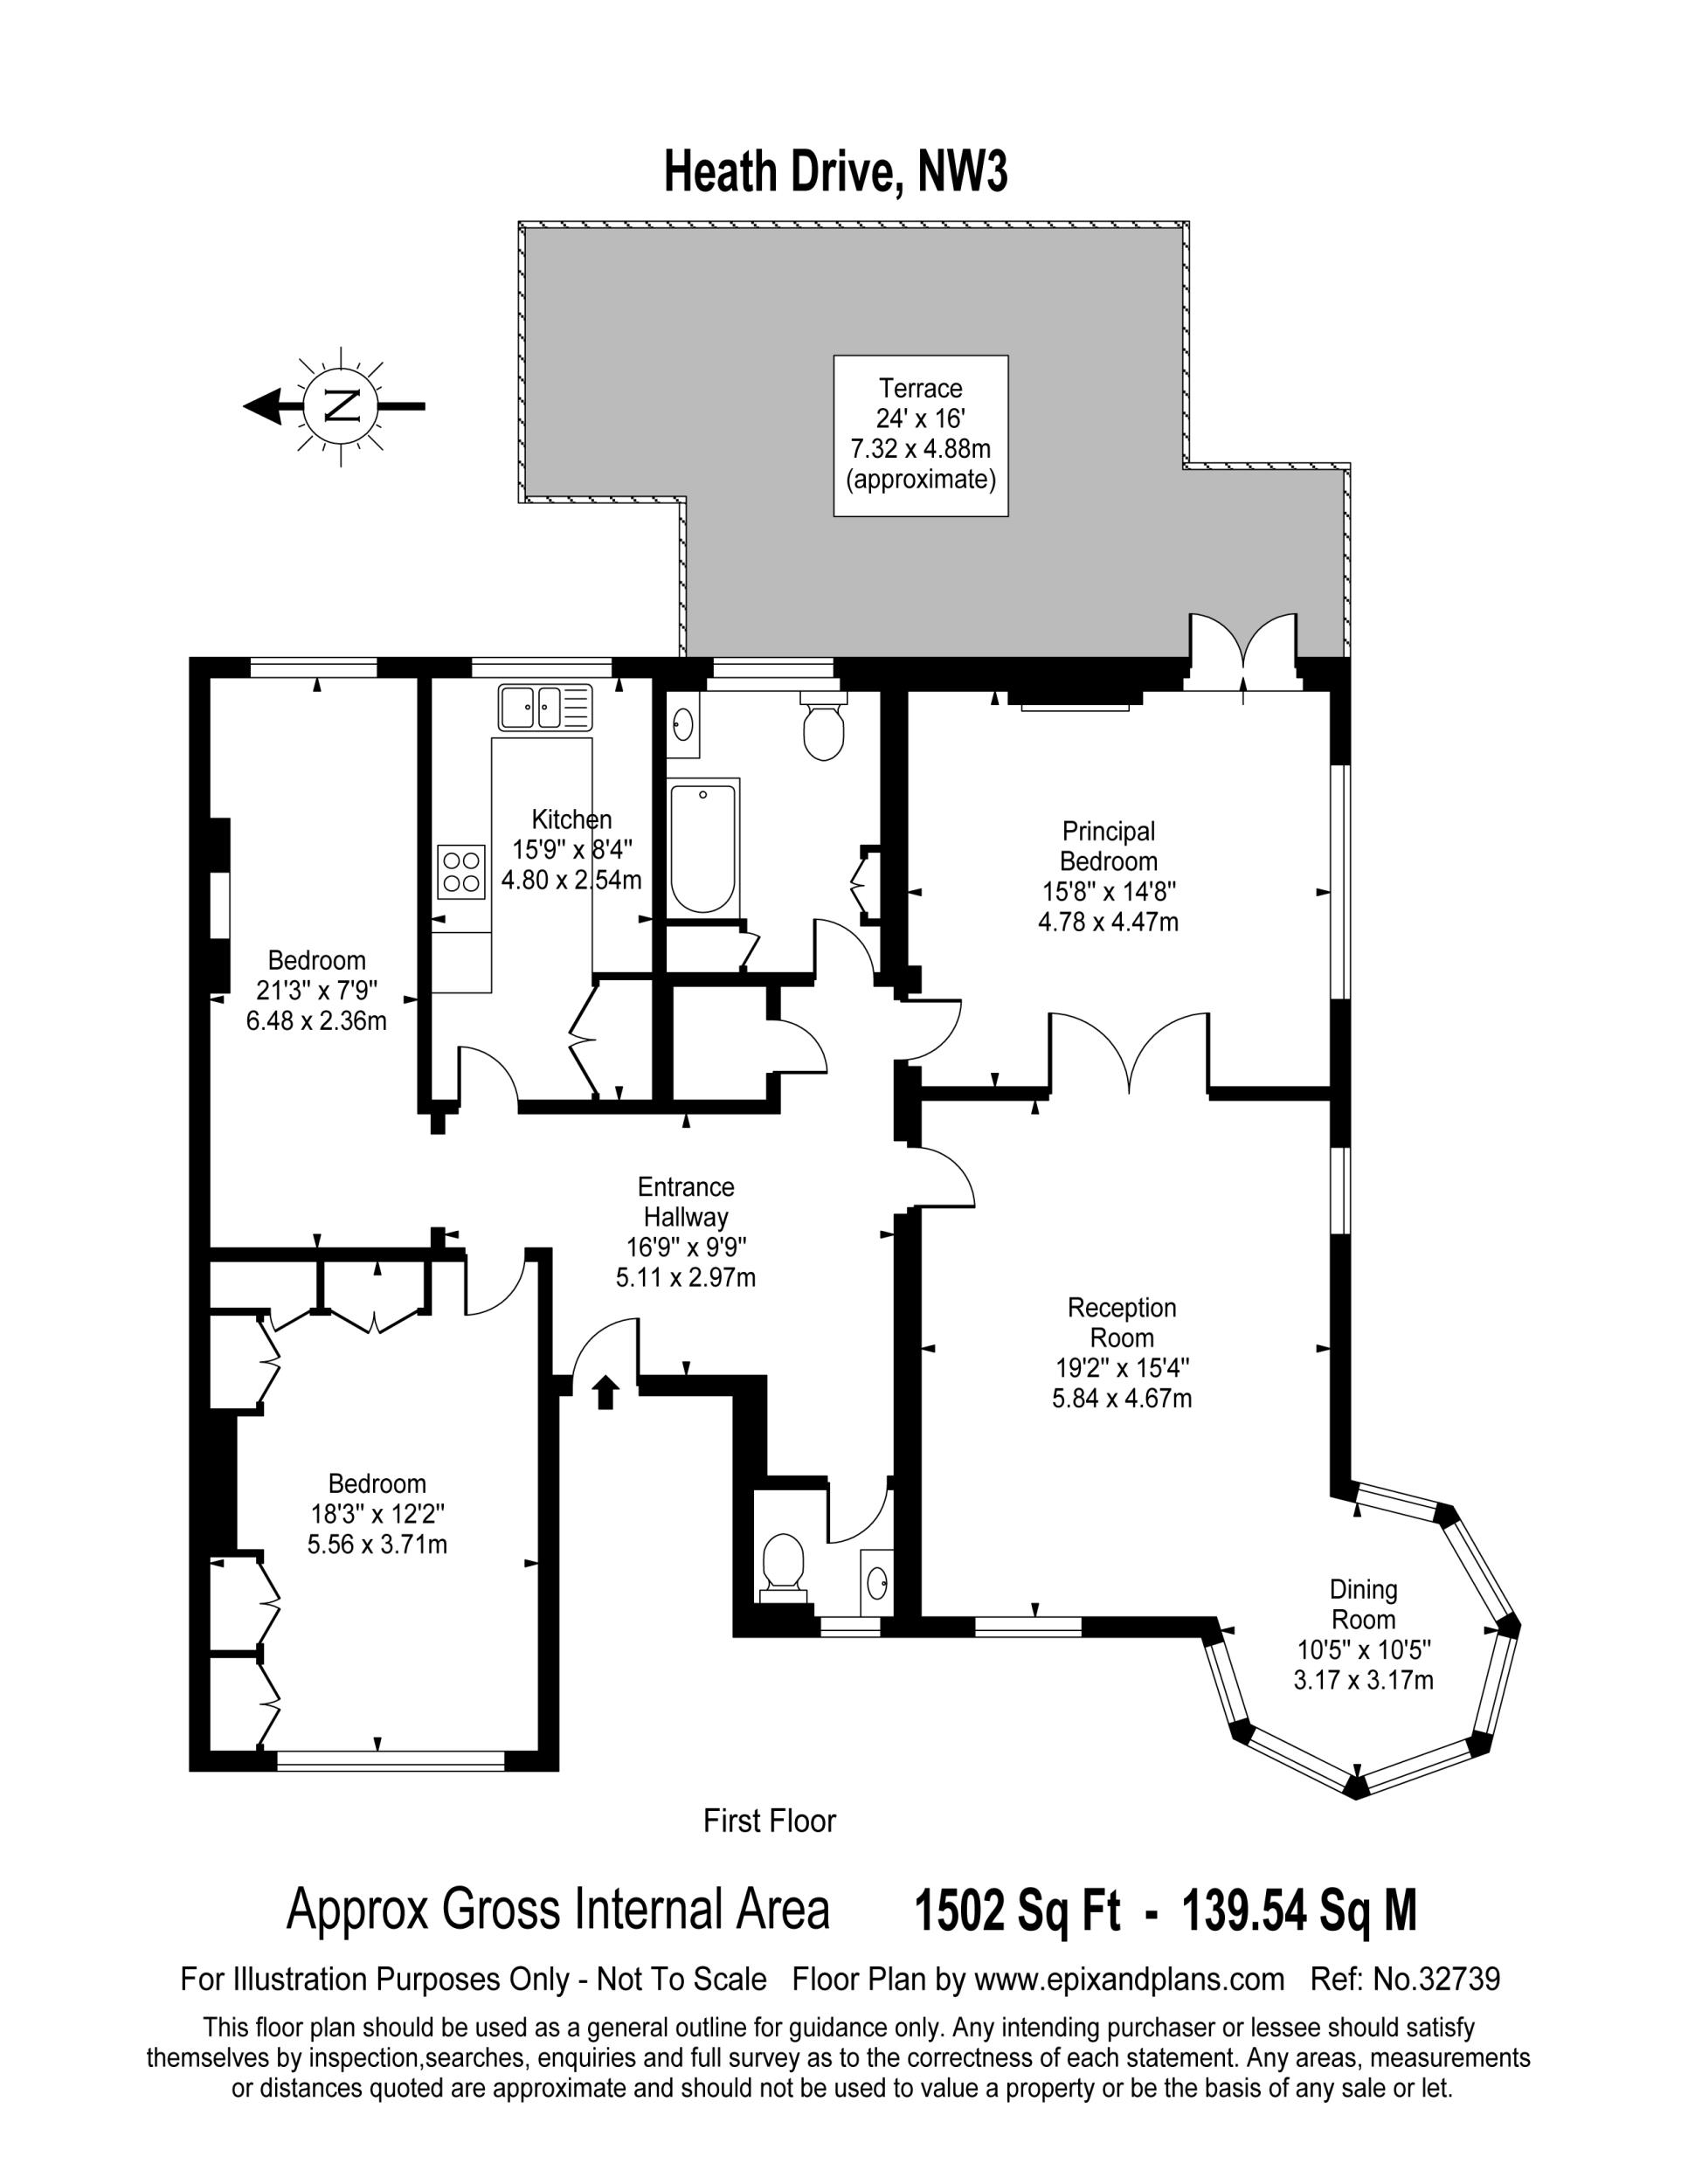 Heath Drive, NW3
Terrace
24' x 16'
7.32 x 4.88m
(approximate)
N
Kitchen
15'9" x 8'4"
4.80 x 2.54m
Principal
Bedroom
15'8" x 14'8"
4.78 x 4.47m
Bedroom
21'3" x 7'9"
6.48 x 2.36m
Entrance
Hallway
16'9" x 9'9"
5.11 x 2.97m
Reception
Room
19'2" x 15'4"
5.84 x 4.67m
Bedroom
18'3" x 12'2"
5.56 x 3.71m
Dining
Room
10'5" x 10'5"
3.17 x 3.17m
First Floor
Approx Gross Internal Area 1502 Sq Ft - 139.54 Sq M
For Illustration Purposes Only - Not To Scale Floor Plan by www.epixandplans.com Ref: No.32739
This floor plan should be used as a general outline for guidance only. Any intending purchaser or lessee should satisfy
themselves by inspection,searches, enquiries and full survey as to the correctness of each statement. Any areas, measurements
or distances quoted are approximate and should not be used to value a property or be the basis of any sale or let.